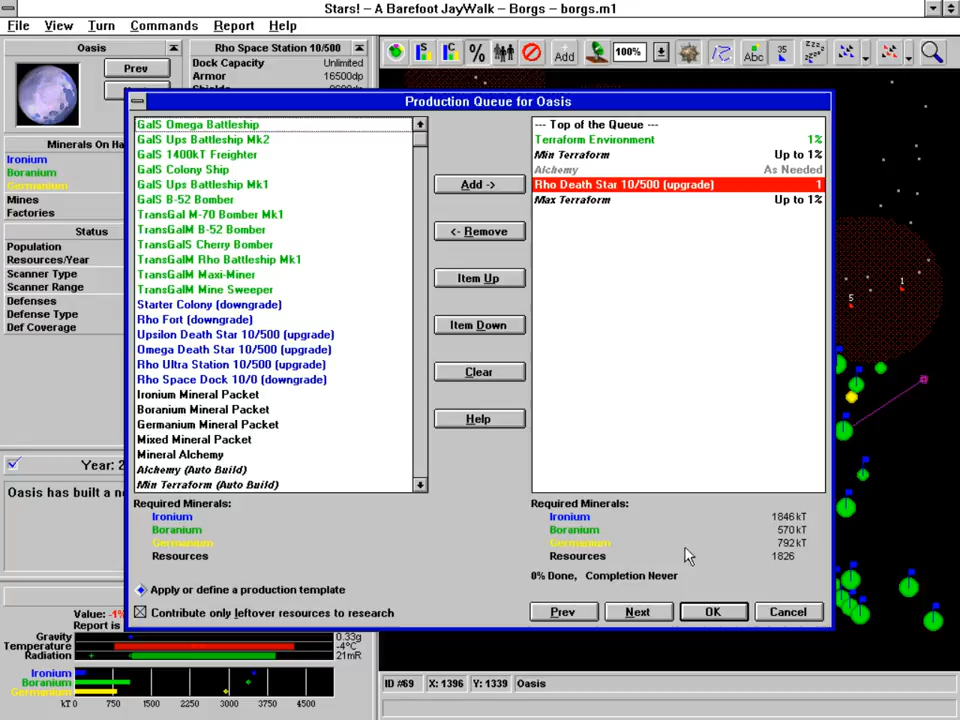 Stars! – A Barefoot JayWalk – Borgs – borgs.m1
File View Turn Commands Report Help
Oasis
Prev
Rho Space Station 10/500
Dock Capacity Unlimited
Armor 16500dp
100%
Add
Abc
35
zzz
Minerals On Ha
Ironium
Boranium
Germanium
Mines
Factories
Status
Population
Resources/Year
Scanner Type
Scanner Range
Defenses
Defense Type
Def Coverage
Year: 2
Oasis has built a n
Value: -1%
Report is
Gravity 0.33g
Temperature -4°C
Radiation 21mR
Ironium
Boranium
Germanium
kT 0 750 1500 2250 3000 3750 4500
Production Queue for Oasis
GalS Omega Battleship
GalS Ups Battleship Mk2
GalS 1400kT Freighter
GalS Colony Ship
GalS Ups Battleship Mk1
GalS B-52 Bomber
TransGal M-70 Bomber Mk1
TransGalM B-52 Bomber
TransGalS Cherry Bomber
TransGalM Rho Battleship Mk1
TransGalM Maxi-Miner
TransGalM Mine Sweeper
Starter Colony (downgrade)
Rho Fort (downgrade)
Upsilon Death Star 10/500 (upgrade)
Omega Death Star 10/500 (upgrade)
Rho Ultra Station 10/500 (upgrade)
Rho Space Dock 10/0 (downgrade)
Ironium Mineral Packet
Boranium Mineral Packet
Germanium Mineral Packet
Mixed Mineral Packet
Mineral Alchemy
Alchemy (Auto Build)
Min Terraform (Auto Build)
Add ->
<- Remove
Item Up
Item Down
Clear
Help
--- Top of the Queue ---
Terraform Environment 1%
Min Terraform Up to 1%
Alchemy As Needed
Rho Death Star 10/500 (upgrade) 1
Max Terraform Up to 1%
Required Minerals:
Ironium
Boranium
Germanium
Resources
Required Minerals:
Ironium 1846kT
Boranium 570kT
Germanium 792kT
Resources 1826
0% Done, Completion Never
Apply or define a production template
Contribute only leftover resources to research
Prev Next OK Cancel
1
5
ID #69 X: 1396 Y: 1339 Oasis